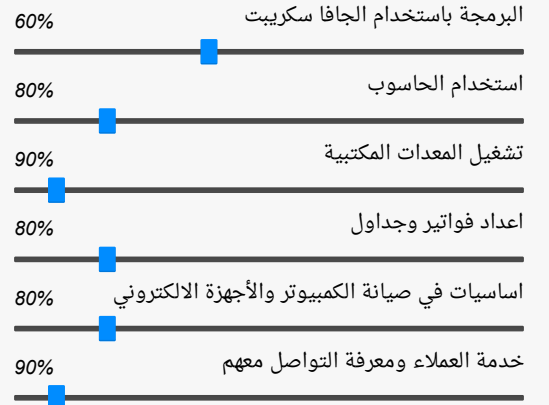 البرمجة باستخدام الجافا سكريبت 60%
استخدام الحاسوب 80%
تشغيل المعدات المكتبية 90%
اعداد فواتير وجداول 80%
اساسيات في صيانة الكمبيوتر والأجهزة الالكتروني 80%
خدمة العملاء ومعرفة التواصل معهم 90%